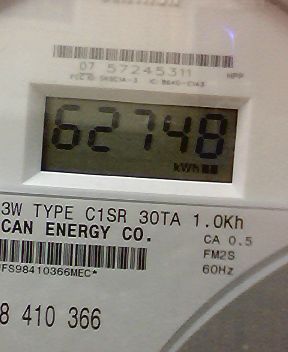 07 57245311
HPP
62748
kWh
3W TYPE C1SR 30TA 1.0Kh
CAN ENERGY CO.
CA 0.5
FM2S
60Hz
FS98410366MEC*
8 410 366